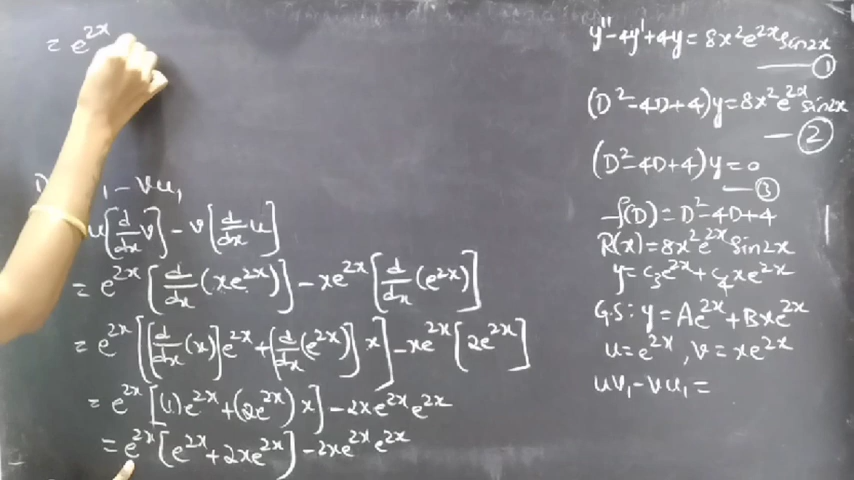 = e^{2x}
₁ - vu₁
u[d/dx v] - v[d/dx u]
= e^{2x}[d/dx (xe^{2x})] - xe^{2x}[d/dx (e^{2x})]
= e^{2x}[[d/dx (x)]e^{2x} + [d/dx (e^{2x})] x] - xe^{2x}[2e^{2x}]
= e^{2x}[(1)e^{2x} + (2e^{2x}) x] - 2xe^{2x}e^{2x}
= e^{2x}[e^{2x} + 2xe^{2x}] - 2xe^{2x}e^{2x}
y'' - 4y' + 4y = 8x²e^{2x}sin2x
— ①
(D² - 4D + 4)y = 8x²e^{2x}sin2x
— ②
(D² - 4D + 4)y = 0
— ③
f(D) = D² - 4D + 4
R(x) = 8x²e^{2x}sin2x
y = c₃e^{2x} + c₄xe^{2x}
G.S: y = Ae^{2x} + Bxe^{2x}
u = e^{2x}, v = xe^{2x}
uv₁ - vu₁ =